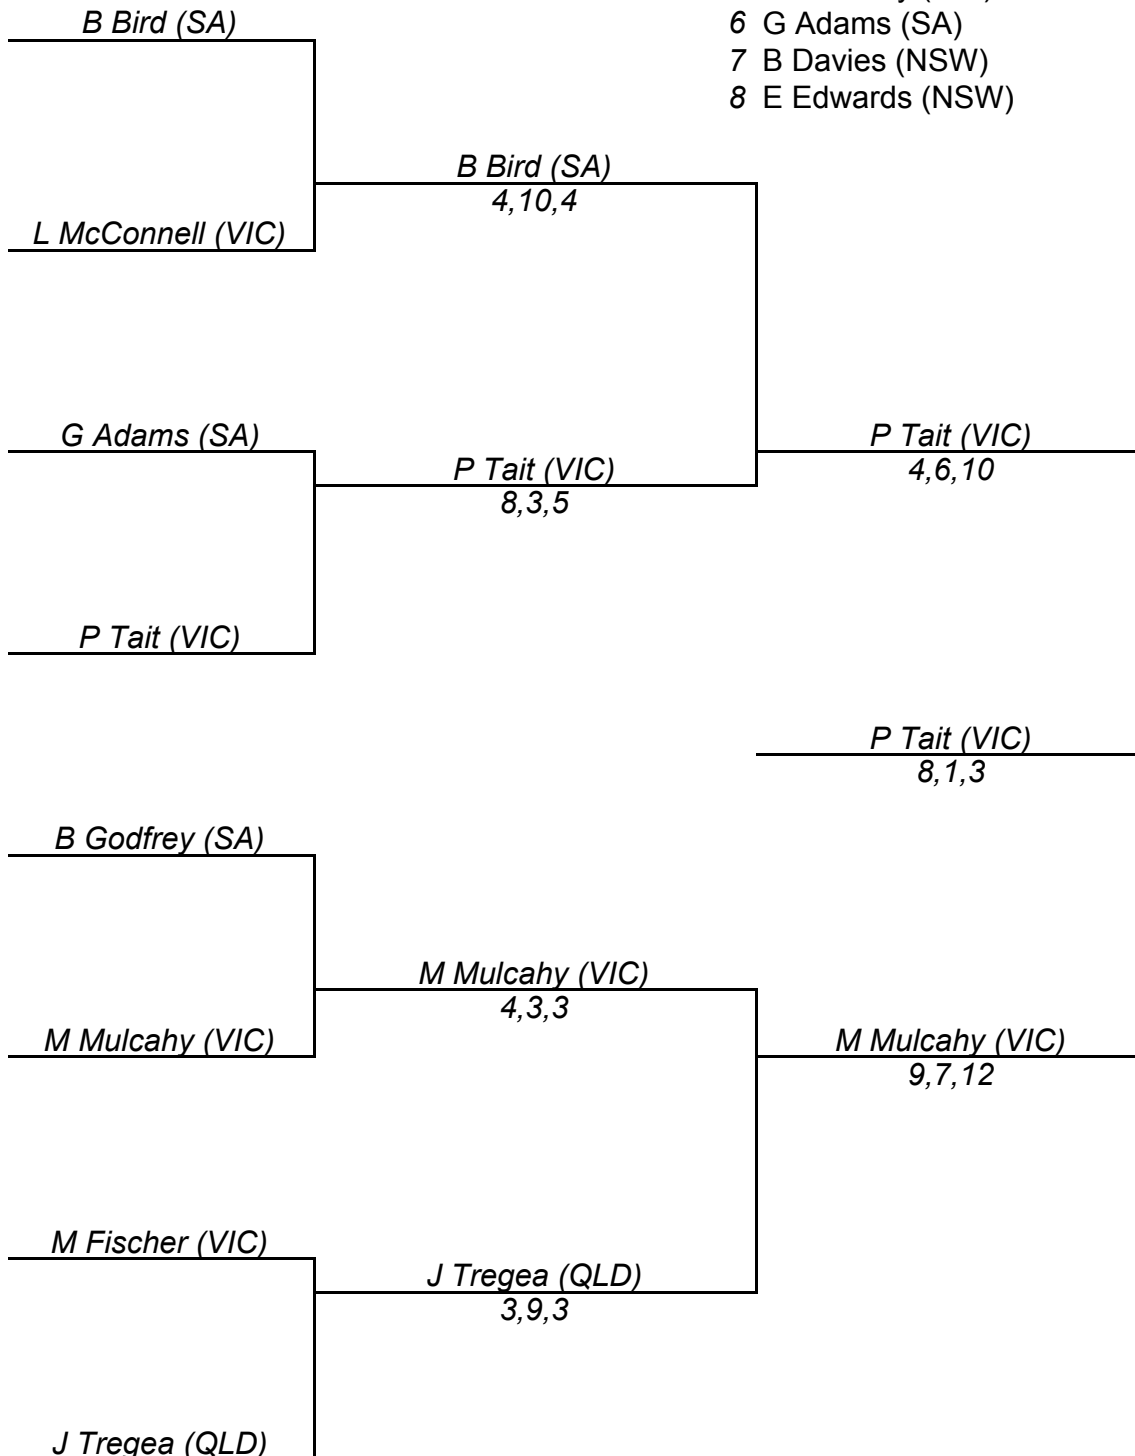 B Bird (SA)
6 G Adams (SA)
7 B Davies (NSW)
8 E Edwards (NSW)
B Bird (SA)
4,10,4
L McConnell (VIC)
G Adams (SA)
P Tait (VIC)
4,6,10
P Tait (VIC)
8,3,5
P Tait (VIC)
P Tait (VIC)
8,1,3
B Godfrey (SA)
M Mulcahy (VIC)
4,3,3
M Mulcahy (VIC)
M Mulcahy (VIC)
9,7,12
M Fischer (VIC)
J Tregea (QLD)
3,9,3
J Tregea (QLD)